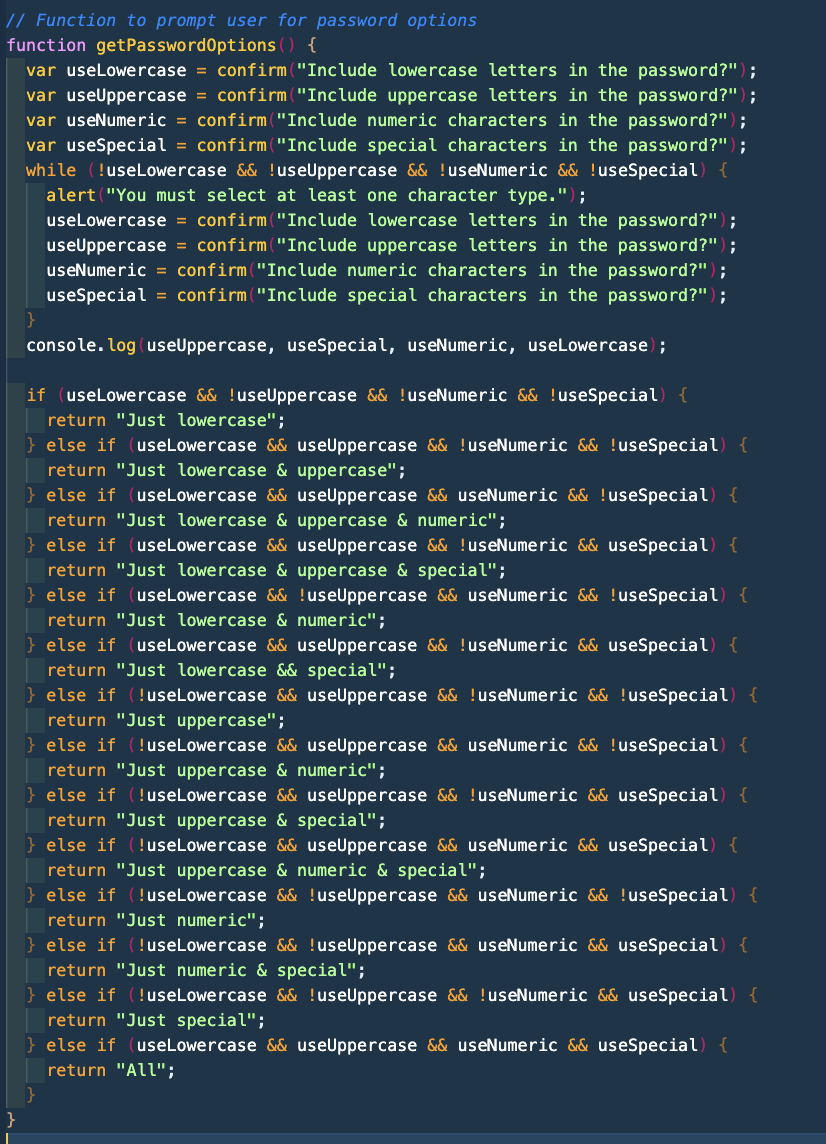 // Function to prompt user for password options
function getPasswordOptions() {
  var useLowercase = confirm("Include lowercase letters in the password?");
  var useUppercase = confirm("Include uppercase letters in the password?");
  var useNumeric = confirm("Include numeric characters in the password?");
  var useSpecial = confirm("Include special characters in the password?");
  while (!useLowercase && !useUppercase && !useNumeric && !useSpecial) {
    alert("You must select at least one character type.");
    useLowercase = confirm("Include lowercase letters in the password?");
    useUppercase = confirm("Include uppercase letters in the password?");
    useNumeric = confirm("Include numeric characters in the password?");
    useSpecial = confirm("Include special characters in the password?");
  }
  console.log(useUppercase, useSpecial, useNumeric, useLowercase);

  if (useLowercase && !useUppercase && !useNumeric && !useSpecial) {
    return "Just lowercase";
  } else if (useLowercase && useUppercase && !useNumeric && !useSpecial) {
    return "Just lowercase & uppercase";
  } else if (useLowercase && useUppercase && useNumeric && !useSpecial) {
    return "Just lowercase & uppercase & numeric";
  } else if (useLowercase && useUppercase && !useNumeric && useSpecial) {
    return "Just lowercase & uppercase & special";
  } else if (useLowercase && !useUppercase && useNumeric && !useSpecial) {
    return "Just lowercase & numeric";
  } else if (useLowercase && useUppercase && !useNumeric && useSpecial) {
    return "Just lowercase && special";
  } else if (!useLowercase && useUppercase && !useNumeric && !useSpecial) {
    return "Just uppercase";
  } else if (!useLowercase && useUppercase && useNumeric && !useSpecial) {
    return "Just uppercase & numeric";
  } else if (!useLowercase && useUppercase && !useNumeric && useSpecial) {
    return "Just uppercase & special";
  } else if (!useLowercase && useUppercase && useNumeric && useSpecial) {
    return "Just uppercase & numeric & special";
  } else if (!useLowercase && !useUppercase && useNumeric && !useSpecial) {
    return "Just numeric";
  } else if (!useLowercase && !useUppercase && useNumeric && useSpecial) {
    return "Just numeric & special";
  } else if (!useLowercase && !useUppercase && !useNumeric && useSpecial) {
    return "Just special";
  } else if (useLowercase && useUppercase && useNumeric && useSpecial) {
    return "All";
  }
}